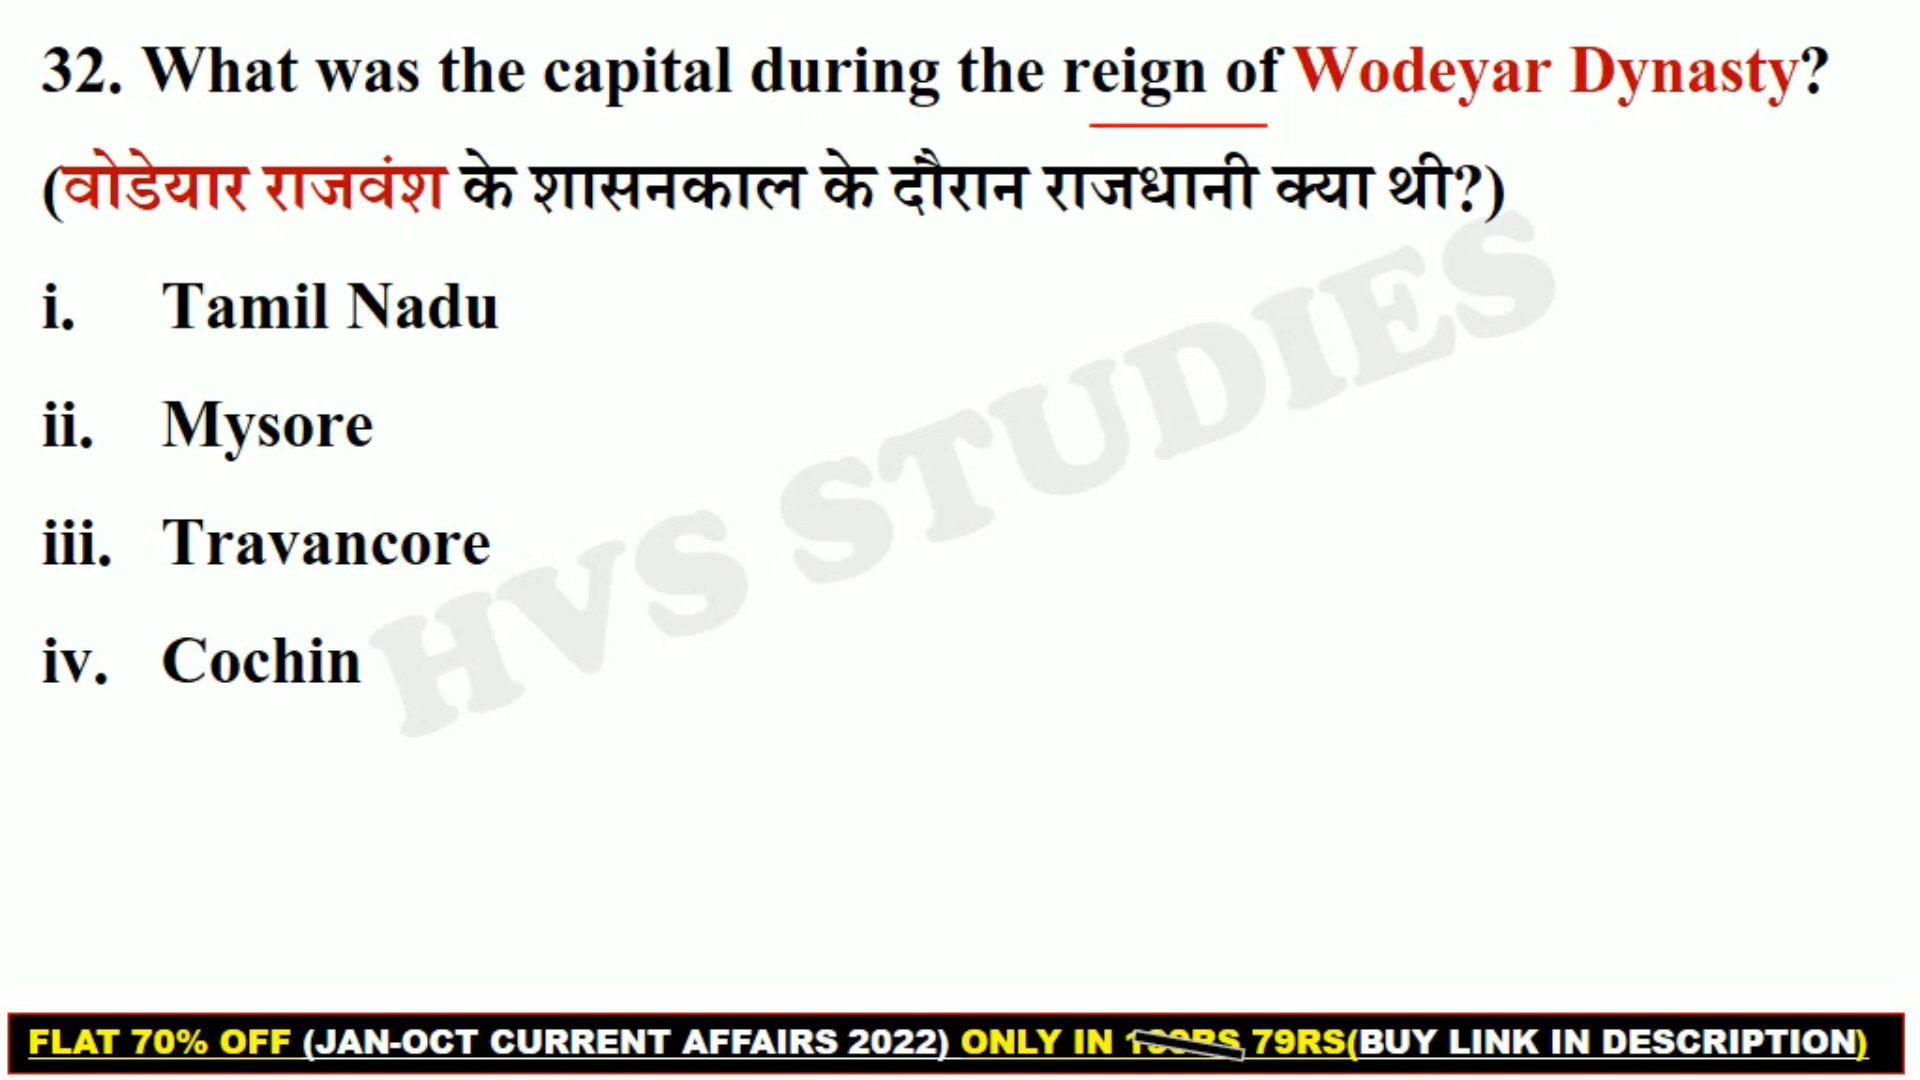 32. What was the capital during the reign of Wodeyar Dynasty?
(वोडेयार राजवंश के शासनकाल के दौरान राजधानी क्या थी?)
i. Tamil Nadu
ii. Mysore
iii. Travancore
iv. Cochin
HVS STUDIES
FLAT 70% OFF (JAN-OCT CURRENT AFFAIRS 2022) ONLY IN 79RS(BUY LINK IN DESCRIPTION)